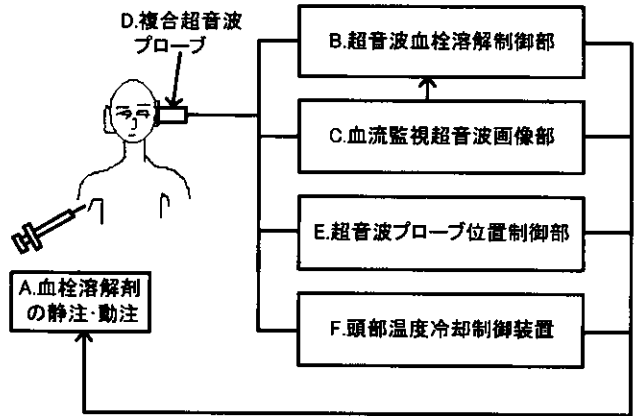 D.複合超音波
プローブ
B.超音波血栓溶解制御部
C.血流監視超音波画像部
E.超音波プローブ位置制御部
A.血栓溶解剤
の静注・動注
F.頭部温度冷却制御装置